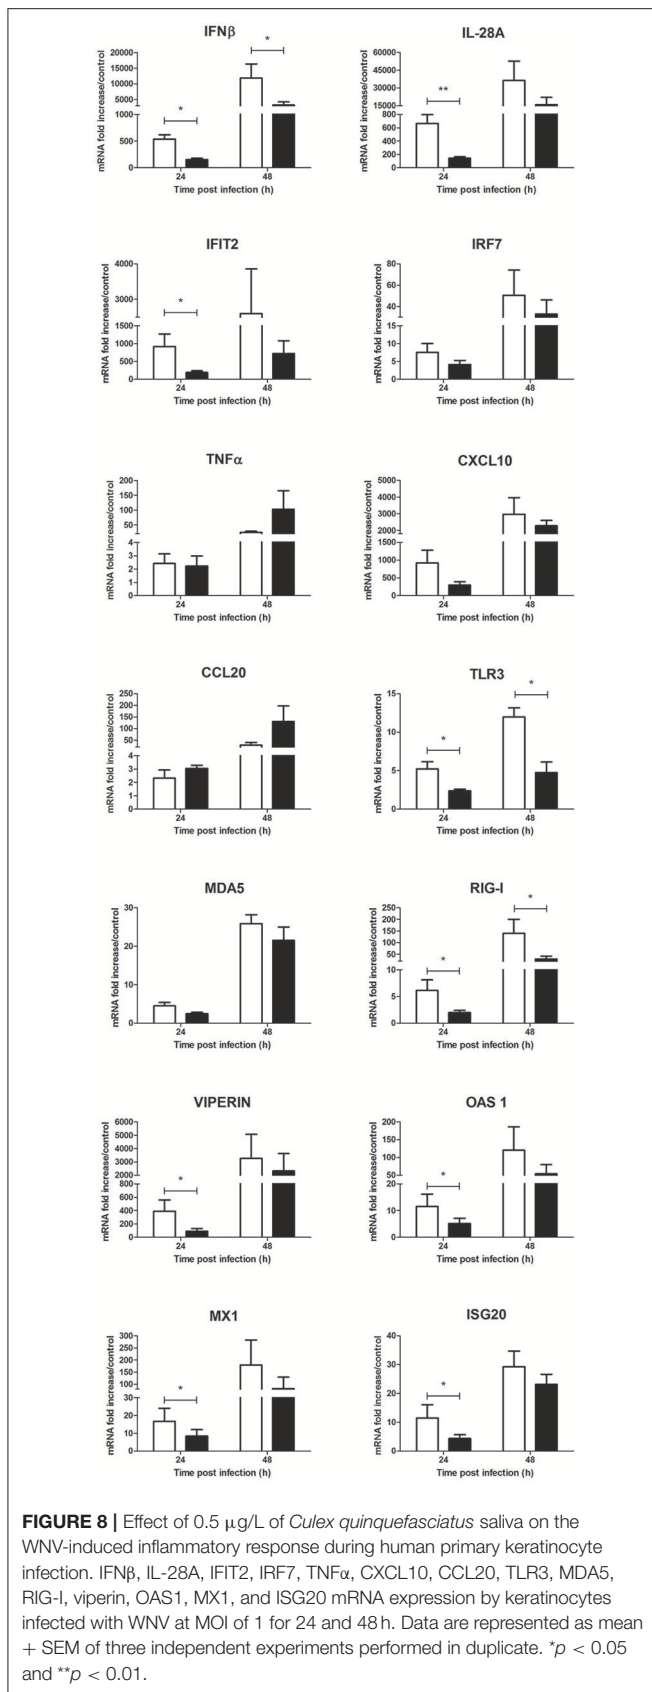 IFNβ
mRNA fold increase/control
20000
15000
10000
5000
1000
500
0
*
*
24
48
Time post infection (h)
IL-28A
mRNA fold increase/control
60000
45000
30000
15000
800
600
400
200
0
**
24
48
Time post infection (h)
IFIT2
mRNA fold increase/control
4000
3000
1500
1000
500
0
*
24
48
Time post infection (h)
IRF7
mRNA fold increase/control
80
60
40
15
10
5
0
24
48
Time post infection (h)
TNFα
mRNA fold increase/control
200
150
100
50
4
3
2
1
0
24
48
Time post infection (h)
CXCL10
mRNA fold increase/control
5000
4000
3000
2000
1500
1000
500
0
24
48
Time post infection (h)
CCL20
mRNA fold increase/control
250
200
150
100
50
4
3
2
1
0
24
48
Time post infection (h)
TLR3
mRNA fold increase/control
15
10
5
0
*
*
24
48
Time post infection (h)
MDA5
mRNA fold increase/control
30
20
10
0
24
48
Time post infection (h)
RIG-I
mRNA fold increase/control
250
200
150
100
50
10
5
0
*
*
24
48
Time post infection (h)
VIPERIN
mRNA fold increase/control
6000
5000
4000
3000
2000
800
600
400
200
0
*
24
48
Time post infection (h)
OAS 1
mRNA fold increase/control
200
150
100
50
20
10
0
*
24
48
Time post infection (h)
MX1
mRNA fold increase/control
300
250
200
150
100
30
20
10
0
*
24
48
Time post infection (h)
ISG20
mRNA fold increase/control
40
30
20
10
0
*
24
48
Time post infection (h)
FIGURE 8 | Effect of 0.5 μg/L of Culex quinquefasciatus saliva on the
WNV-induced inflammatory response during human primary keratinocyte
infection. IFNβ, IL-28A, IFIT2, IRF7, TNFα, CXCL10, CCL20, TLR3, MDA5,
RIG-I, viperin, OAS1, MX1, and ISG20 mRNA expression by keratinocytes
infected with WNV at MOI of 1 for 24 and 48 h. Data are represented as mean
+ SEM of three independent experiments performed in duplicate. *p < 0.05
and **p < 0.01.